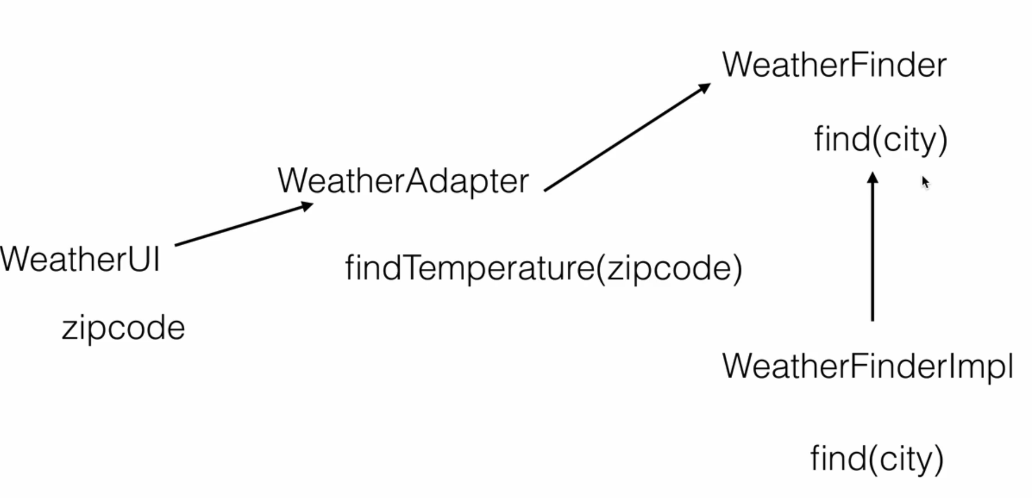 WeatherFinder
find(city)
WeatherAdapter
findTemperature(zipcode)
WeatherUI
zipcode
WeatherFinderImpl
find(city)